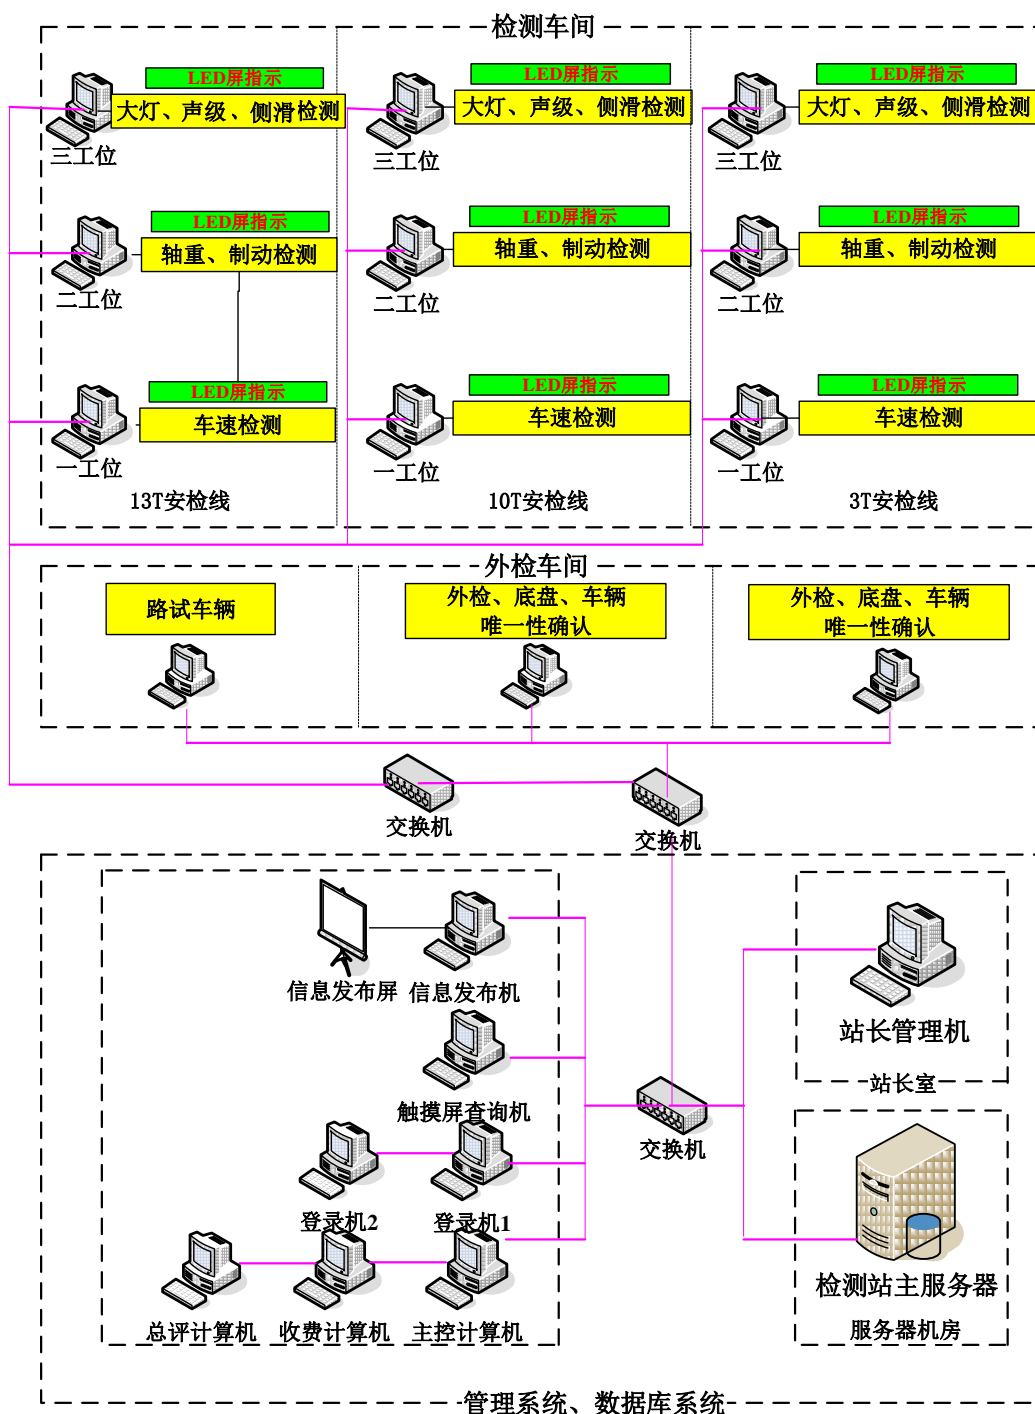 检测车间
LED屏指示
LED屏指示
LED屏指示
大灯、声级、侧滑检测
大灯、声级、侧滑检测
大灯、声级、侧滑检测
三工位
三工位
三工位
LED屏指示
LED屏指示
LED屏指示
轴重、制动检测
轴重、制动检测
轴重、制动检测
二工位
二工位
二工位
LED屏指示
LED屏指示
LED屏指示
车速检测
车速检测
车速检测
一工位
一工位
一工位
13T安检线
10T安检线
3T安检线
外检车间
路试车辆
外检、底盘、车辆
唯一性确认
外检、底盘、车辆
唯一性确认
交换机
交换机
信息发布屏
信息发布机
站长管理机
站长室
触摸屏查询机
交换机
登录机2
登录机1
检测站主服务器
总评计算机
收费计算机
主控计算机
服务器机房
管理系统、数据库系统